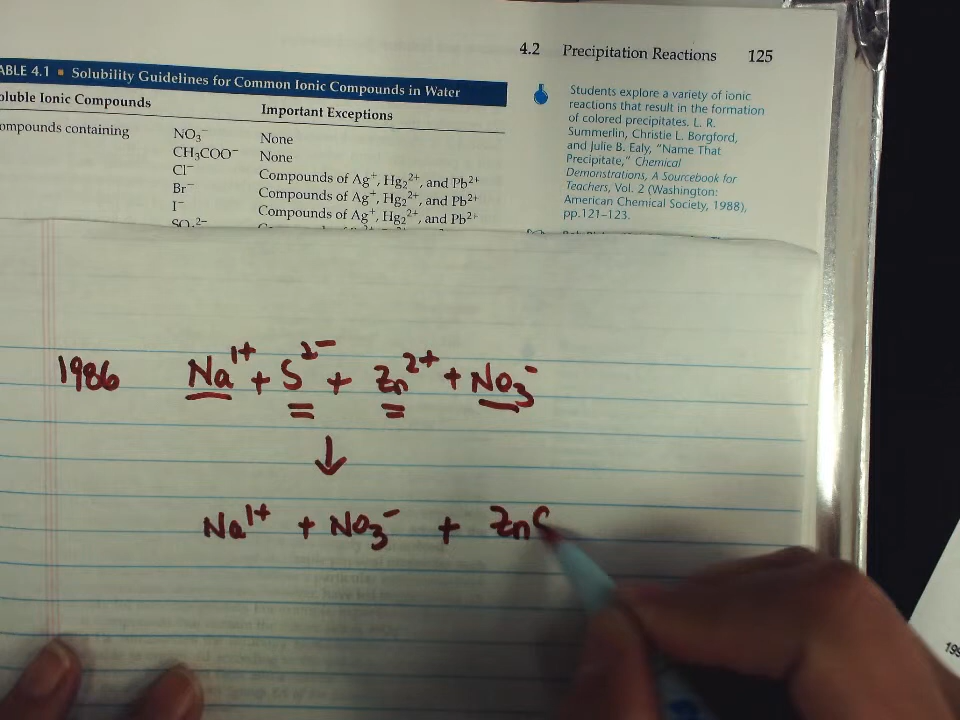 4.2 Precipitation Reactions 125
ABLE 4.1 ▪ Solubility Guidelines for Common Ionic Compounds in Water
oluble Ionic Compounds Important Exceptions
ompounds containing NO₃⁻ None
CH₃COO⁻ None
Cl⁻ Compounds of Ag⁺, Hg₂²⁺, and Pb²⁺
Br⁻ Compounds of Ag⁺, Hg₂²⁺, and Pb²⁺
I⁻ Compounds of Ag⁺, Hg₂²⁺, and Pb²⁺
SO₄²⁻
Students explore a variety of ionic
reactions that result in the formation
of colored precipitates. L. R.
Summerlin, Christie L. Borgford,
and Julie B. Ealy, "Name That
Precipitate," Chemical
Demonstrations, A Sourcebook for
Teachers, Vol. 2 (Washington:
American Chemical Society, 1988),
pp.121–123.
1986 Na¹⁺ + S²⁻ + Zn²⁺ + NO₃⁻
↓
Na¹⁺ + NO₃⁻ + ZnS
199